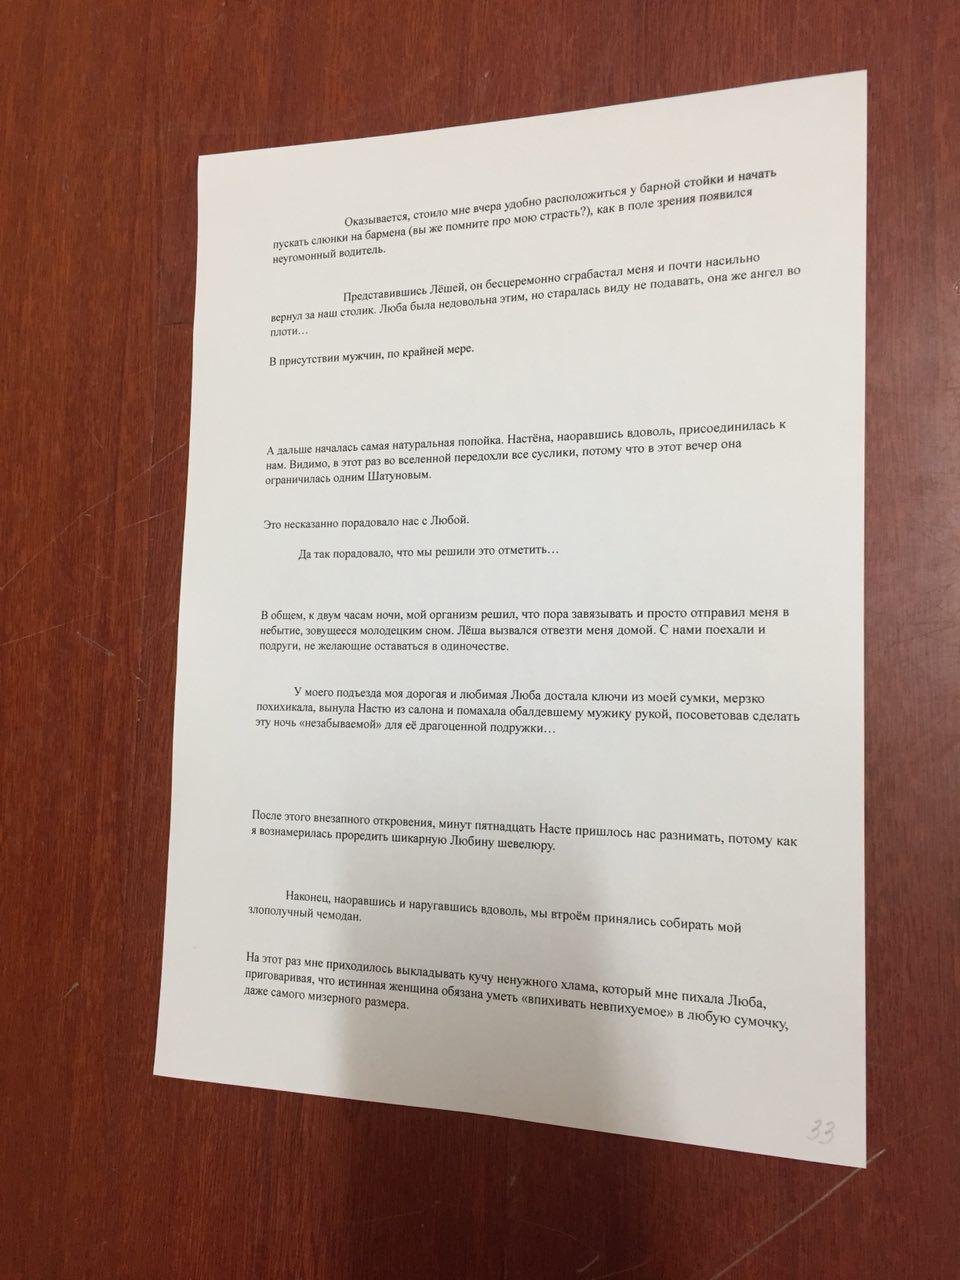 Оказывается, стоило мне вчера удобно расположиться у барной стойки и начать
пускать слюнки на бармена (вы же помните про мою страсть?), как в поле зрения появился
неугомонный водитель.
Представившись Лёшей, он бесцеремонно сграбастал меня и почти насильно
вернул за наш столик. Люба была недовольна этим, но старалась виду не подавать, она же ангел во
плоти…
В присутствии мужчин, по крайней мере.
А дальше началась самая натуральная попойка. Настёна, наоравшись вдоволь, присоединилась к
нам. Видимо, в этот раз во вселенной передохли все суслики, потому что в этот вечер она
ограничилась одним Шатуновым.
Это несказанно порадовало нас с Любой.
Да так порадовало, что мы решили это отметить…
В общем, к двум часам ночи, мой организм решил, что пора завязывать и просто отправил меня в
небытие, зовущееся молодецким сном. Лёша вызвался отвезти меня домой. С нами поехали и
подруги, не желающие оставаться в одиночестве.
У моего подъезда моя дорогая и любимая Люба достала ключи из моей сумки, мерзко
похихикала, вынула Настю из салона и помахала обалдевшему мужику рукой, посоветовав сделать
эту ночь «незабываемой» для её драгоценной подружки…
После этого внезапного откровения, минут пятнадцать Насте пришлось нас разнимать, потому как
я вознамерилась проредить шикарную Любину шевелюру.
Наконец, наоравшись и наругавшись вдоволь, мы втроём принялись собирать мой
злополучный чемодан.
На этот раз мне приходилось выкладывать кучу ненужного хлама, который мне пихала Люба,
приговаривая, что истинная женщина обязана уметь «впихивать невпихуемое» в любую сумочку,
даже самого мизерного размера.
33